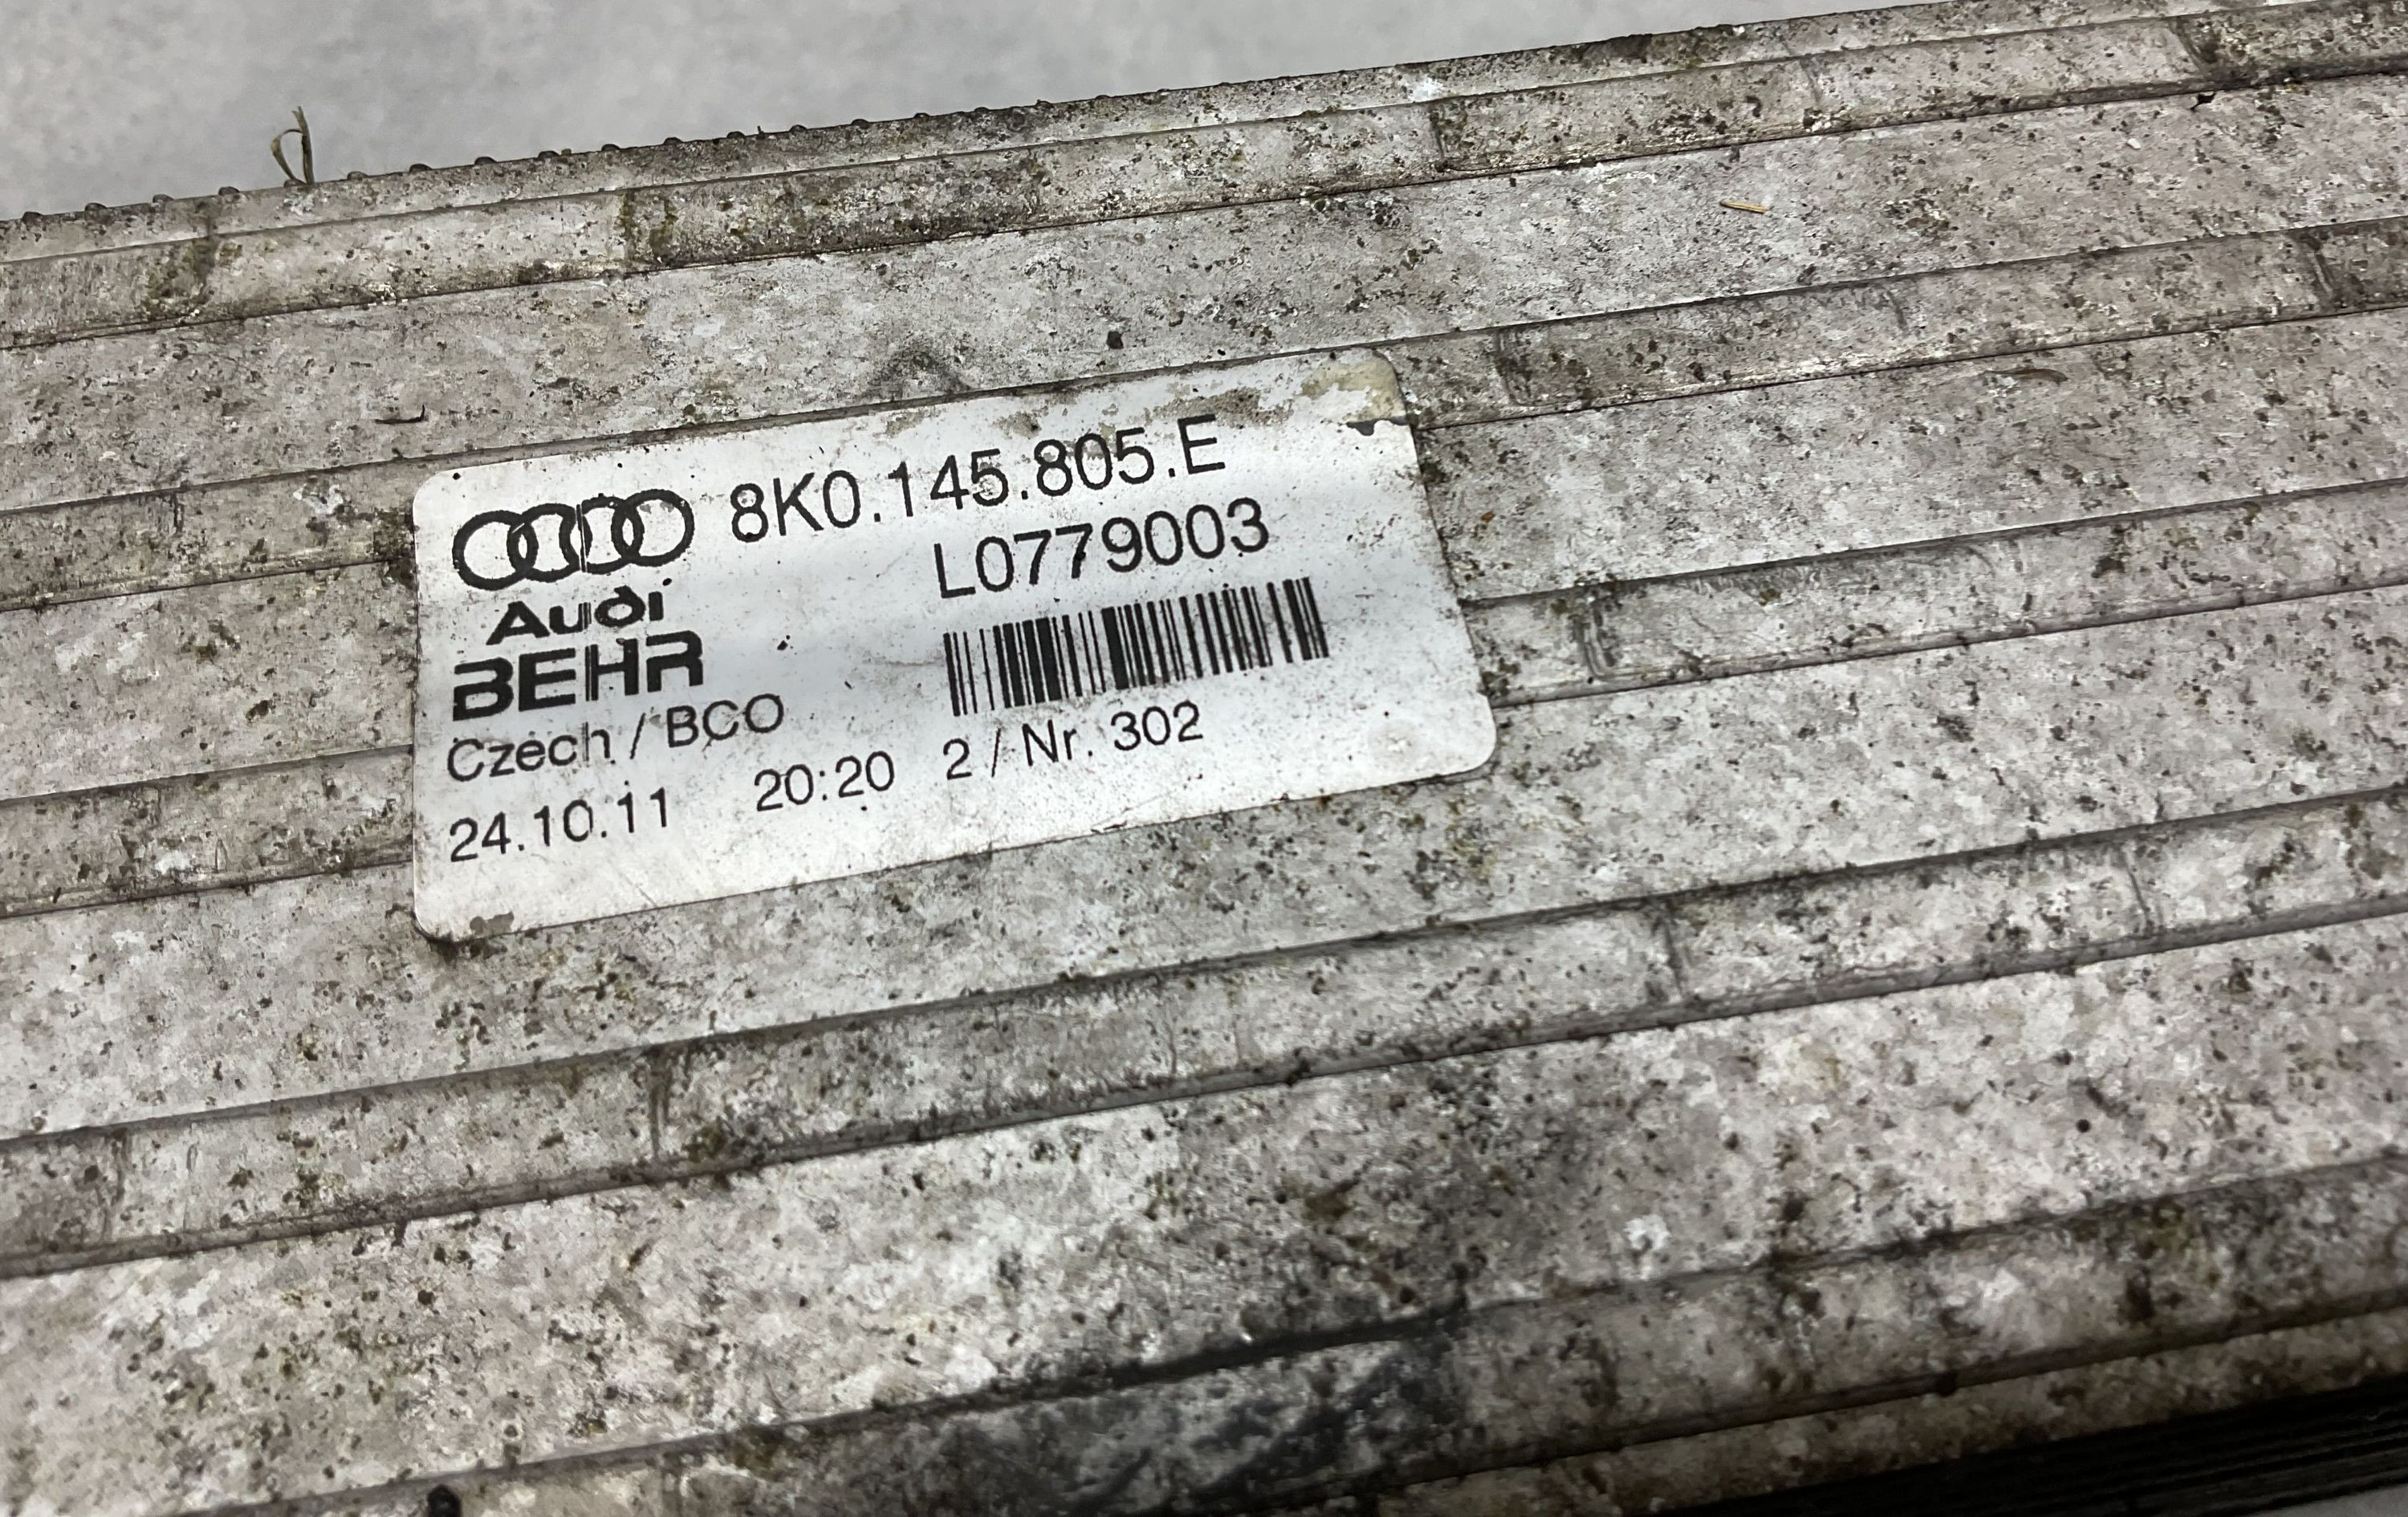 8K0.145.805.E
Audi
L0779003
BEHR
Czech / BCO
24.10.11 20:20 2 / Nr. 302